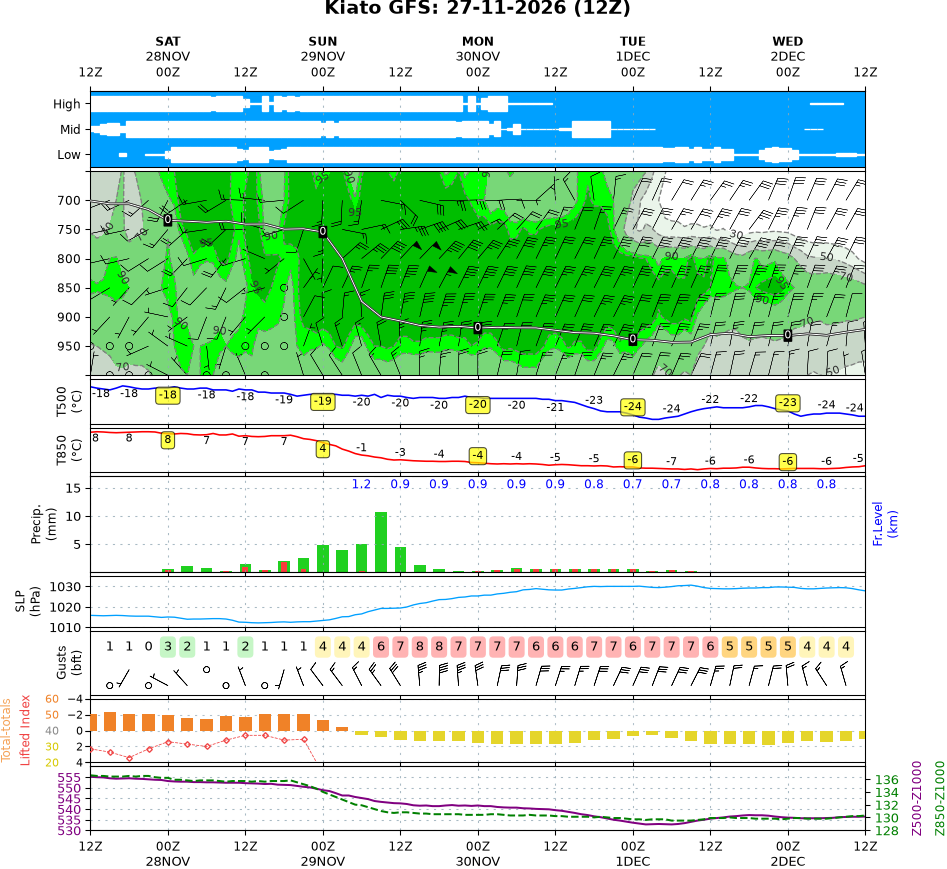 Kiato GFS: 27-11-2026 (12Z)
SAT SUN MON TUE WED
28NOV 29NOV 30NOV 1DEC 2DEC
12Z 00Z 12Z 00Z 12Z 00Z 12Z 00Z 12Z 00Z 12Z
High
Mid
Low
700
750
800
850
900
950
0 0 0 0 0
95 95 95 90 90 90 90 90 90 70 70 70 70 50 50 30
T500 (°C)
-18 -18 -18 -18 -18 -19 -19 -20 -20 -20 -20 -20 -21 -23 -24 -24 -22 -22 -23 -24 -24
T850 (°C)
8 8 8 7 7 7 4 -1 -3 -4 -4 -4 -5 -5 -6 -7 -6 -6 -6 -6 -5
Precip. (mm)
15
10
5
1.2 0.9 0.9 0.9 0.9 0.9 0.8 0.7 0.7 0.8 0.8 0.8 0.8
Fr.Level (km)
SLP (hPa)
1030
1020
1010
Gusts (bft)
1 1 0 3 2 1 1 2 1 1 1 4 4 4 6 7 8 8 7 7 7 7 7 6 6 6 7 7 6 7 7 7 6 5 5 5 5 4 4 4
Total-totals Lifted Index
60 −4
50 −2
40 0
30 2
20 4
555
550
545
540
535
530
136
134
132
130
128
Z500-Z1000
Z850-Z1000
12Z 00Z 12Z 00Z 12Z 00Z 12Z 00Z 12Z 00Z 12Z
28NOV 29NOV 30NOV 1DEC 2DEC